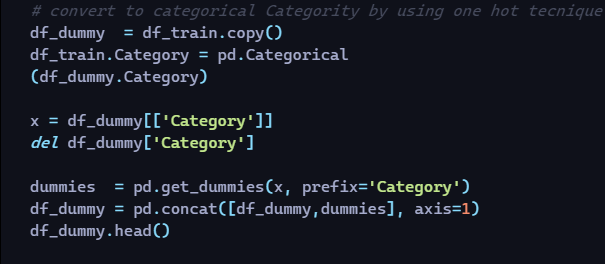 # convert to categorical Categority by using one hot tecnique
df_dummy  = df_train.copy()
df_train.Category = pd.Categorical
(df_dummy.Category)
x = df_dummy[['Category']]
del df_dummy['Category']
dummies  = pd.get_dummies(x, prefix='Category')
df_dummy = pd.concat([df_dummy,dummies], axis=1)
df_dummy.head()